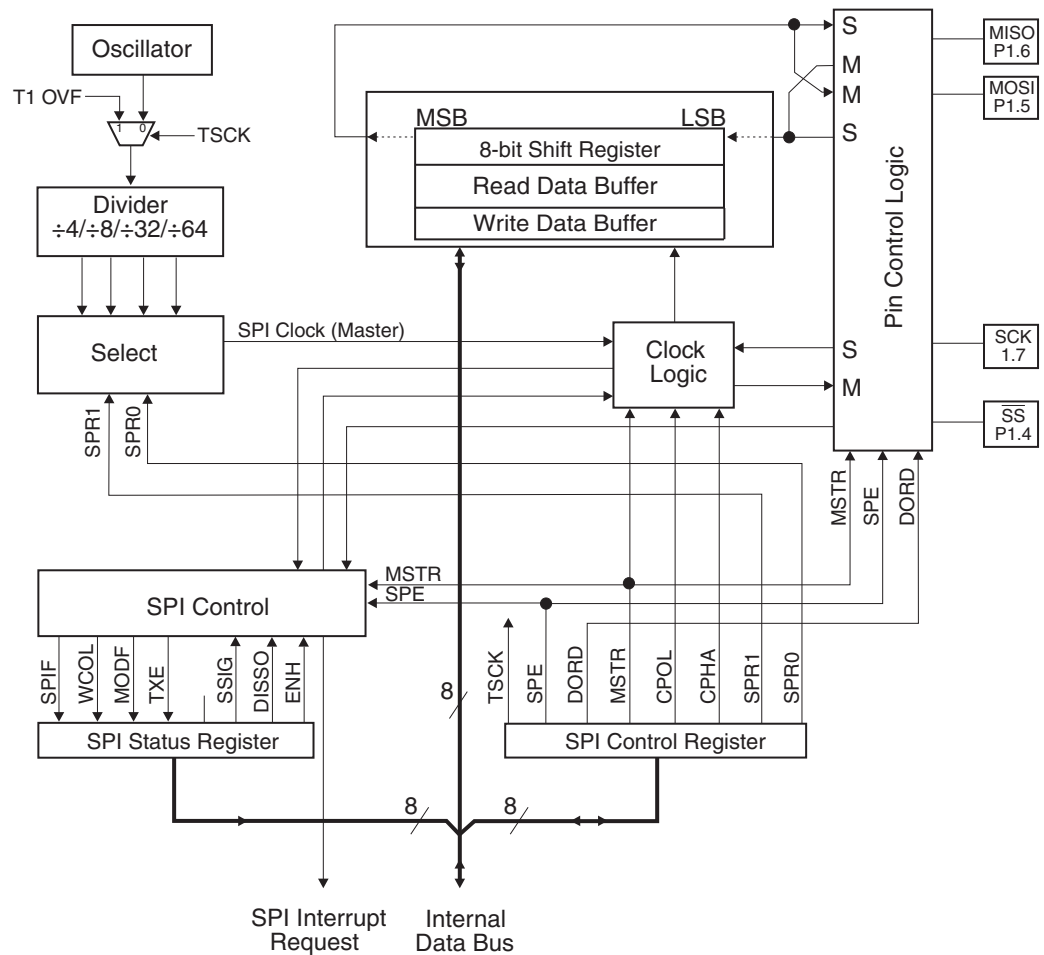 Oscillator
T1 OVF
1 0
TSCK
Divider
÷4/÷8/÷32/÷64
Select
SPI Clock (Master)
SPR1
SPR0
MSB
LSB
8-bit Shift Register
Read Data Buffer
Write Data Buffer
Clock
Logic
S
M
M
S
S
M
Pin Control Logic
MISO
P1.6
MOSI
P1.5
SCK
1.7
SS
P1.4
MSTR
SPE
DORD
SPI Control
MSTR
SPE
SPIF
WCOL
MODF
TXE
SSIG
DISSO
ENH
SPI Status Register
8
TSCK
SPE
DORD
MSTR
CPOL
CPHA
SPR1
SPR0
SPI Control Register
8
8
SPI Interrupt
Request
Internal
Data Bus